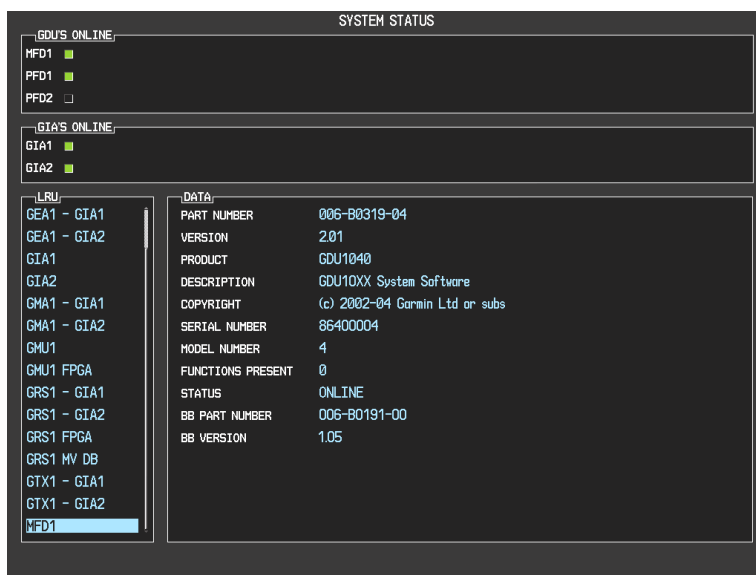 SYSTEM STATUS
GDU'S ONLINE
MFD1
PFD1
PFD2
GIA'S ONLINE
GIA1
GIA2
LRU
GEA1 - GIA1
GEA1 - GIA2
GIA1
GIA2
GMA1 - GIA1
GMA1 - GIA2
GMU1
GMU1 FPGA
GRS1 - GIA1
GRS1 - GIA2
GRS1 FPGA
GRS1 MV DB
GTX1 - GIA1
GTX1 - GIA2
MFD1
DATA
PART NUMBER 006-B0319-04
VERSION 2.01
PRODUCT GDU1040
DESCRIPTION GDU10XX System Software
COPYRIGHT (c) 2002-04 Garmin Ltd or subs
SERIAL NUMBER 86400004
MODEL NUMBER 4
FUNCTIONS PRESENT 0
STATUS ONLINE
BB PART NUMBER 006-B0191-00
BB VERSION 1.05